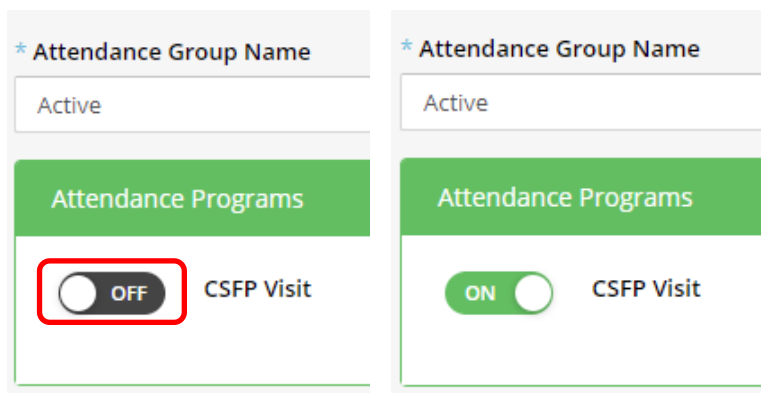 * Attendance Group Name
Active
Attendance Programs
OFF CSFP Visit
* Attendance Group Name
Active
Attendance Programs
ON CSFP Visit